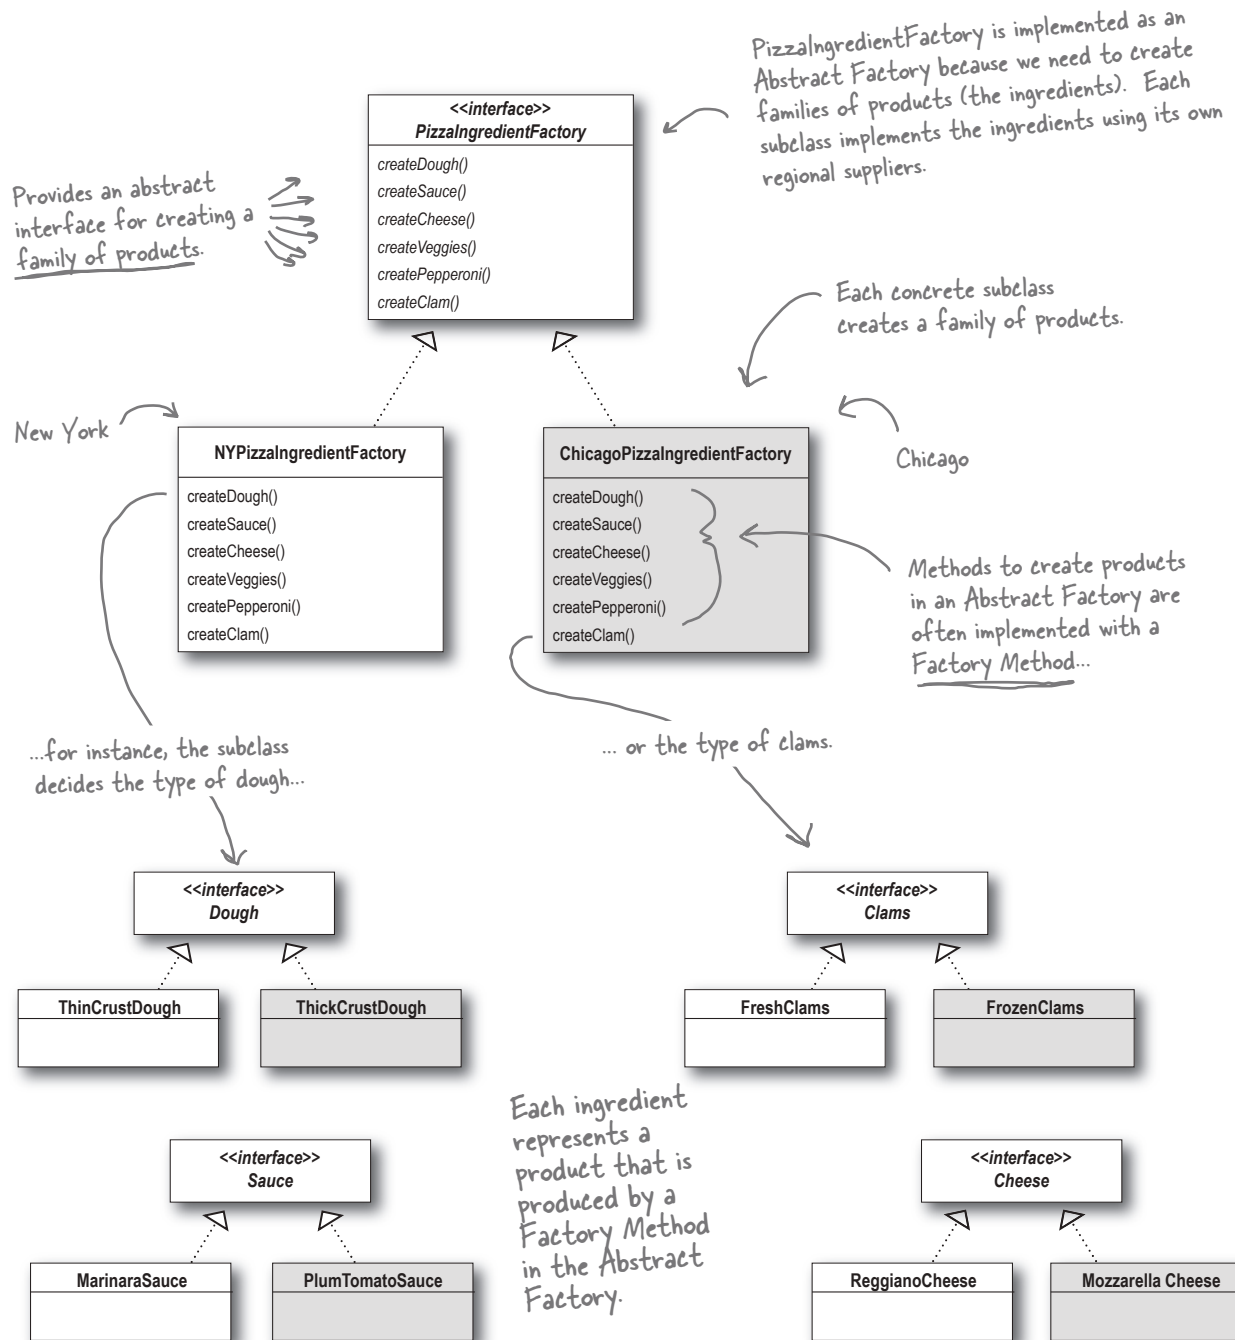 PizzaIngredientFactory is implemented as an
Abstract Factory because we need to create
families of products (the ingredients). Each
subclass implements the ingredients using its own
regional suppliers.
<<interface>>
PizzaIngredientFactory
createDough()
createSauce()
createCheese()
createVeggies()
createPepperoni()
createClam()
Provides an abstract
interface for creating a
family of products.
Each concrete subclass
creates a family of products.
New York
NYPizzaIngredientFactory
createDough()
createSauce()
createCheese()
createVeggies()
createPepperoni()
createClam()
ChicagoPizzaIngredientFactory
createDough()
createSauce()
createCheese()
createVeggies()
createPepperoni()
createClam()
Chicago
Methods to create products
in an Abstract Factory are
often implemented with a
Factory Method...
...for instance, the subclass
decides the type of dough...
... or the type of clams.
<<interface>>
Dough
ThinCrustDough
ThickCrustDough
<<interface>>
Clams
FreshClams
FrozenClams
Each ingredient
represents a
product that is
produced by a
Factory Method
in the Abstract
Factory.
<<interface>>
Sauce
MarinaraSauce
PlumTomatoSauce
<<interface>>
Cheese
ReggianoCheese
Mozzarella Cheese